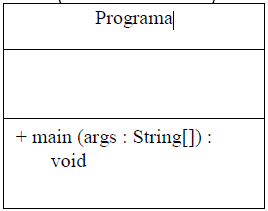 Programa
+ main (args : String[]) :
void